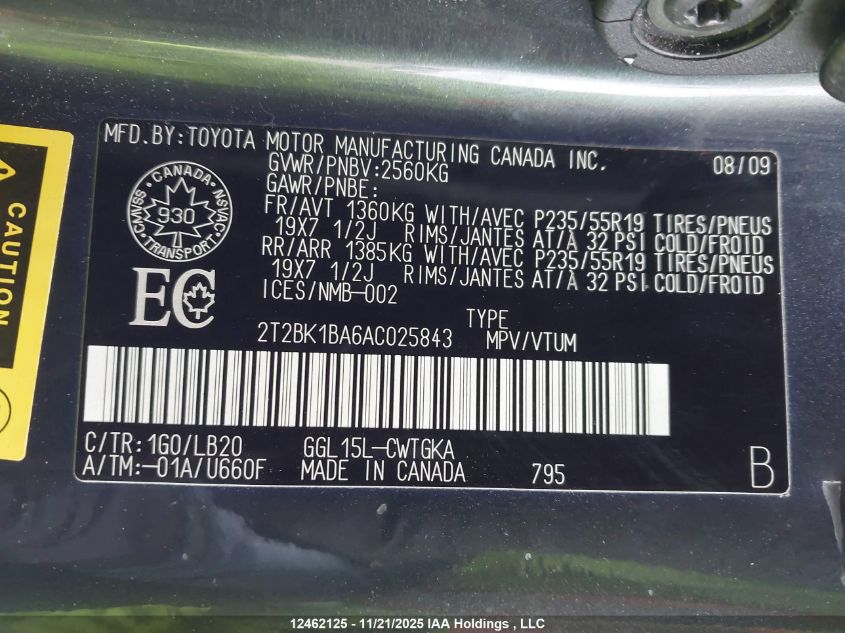 MFD.BY:TOYOTA MOTOR MANUFACTURING CANADA INC. 08/09
GVWR/PNBV:2560KG
GAWR/PNBE:
FR/AVT 1360KG WITH/AVEC P235/55R19 TIRES/PNEUS
19X7 1/2J RIMS/JANTES AT/À 32 PSI COLD/FROID
RR/ARR 1385KG WITH/AVEC P235/55R19 TIRES/PNEUS
19X7 1/2J RIMS/JANTES AT/À 32 PSI COLD/FROID
ICES/NMB-002
CANADA
CMVSS 930 NSVAC
TRANSPORT
EC
TYPE
2T2BK1BA6AC025843 MPV/VTUM
C/TR:1G0/LB20 GGL15L-CWTGKA
A/TM:-01A/U660F MADE IN CANADA 795 B
CAUTION
12462125 - 11/21/2025 IAA Holdings , LLC